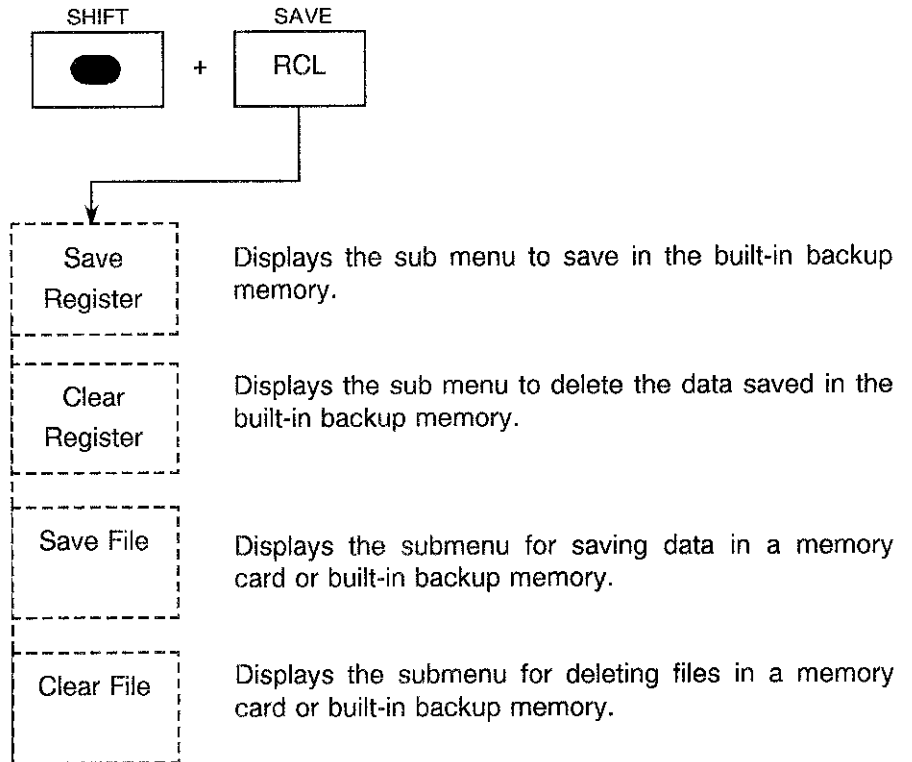 SHIFT SAVE
+ RCL
Save
Register
Displays the sub menu to save in the built-in backup
memory.
Clear
Register
Displays the sub menu to delete the data saved in the
built-in backup memory.
Save File
Displays the submenu for saving data in a memory
card or built-in backup memory.
Clear File
Displays the submenu for deleting files in a memory
card or built-in backup memory.